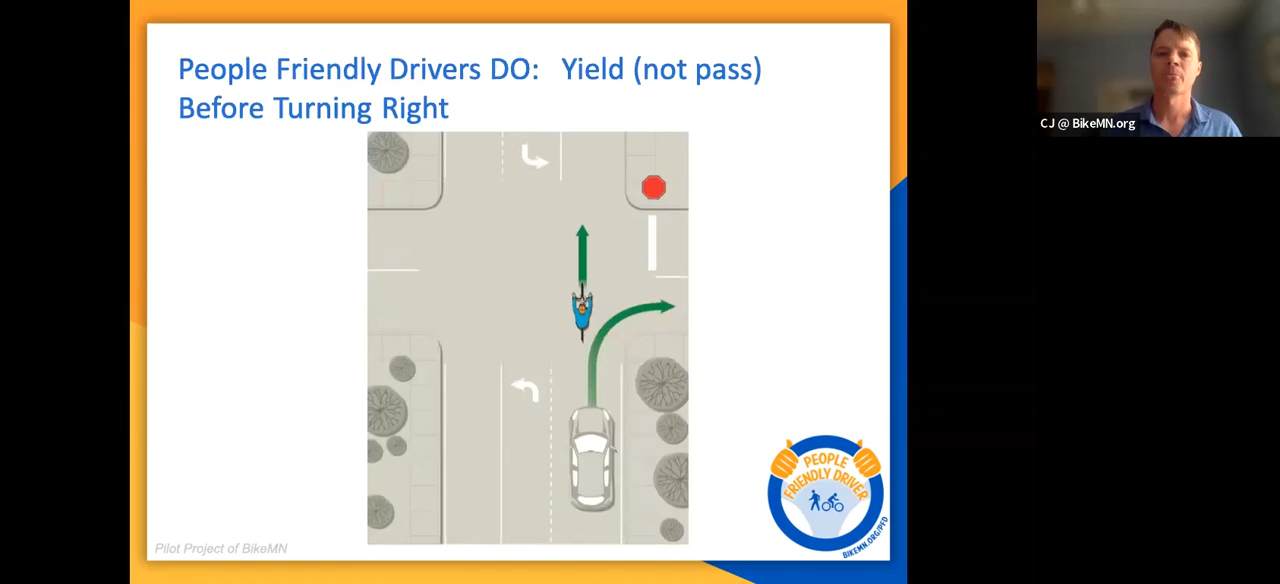 People Friendly Drivers DO: Yield (not pass)
Before Turning Right
CJ @ BikeMN.org
PEOPLE
FRIENDLY DRIVER
BIKEMN.ORG/PFD
Pilot Project of BikeMN